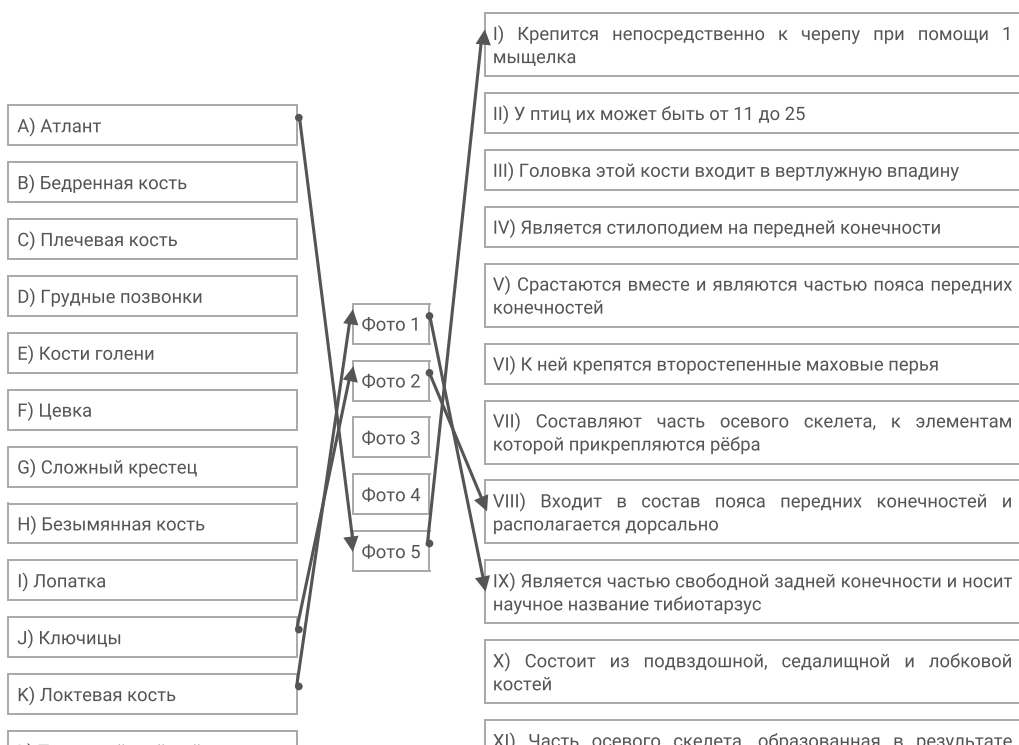 A) Атлант
B) Бедренная кость
C) Плечевая кость
D) Грудные позвонки
E) Кости голени
F) Цевка
G) Сложный крестец
H) Безымянная кость
I) Лопатка
J) Ключицы
K) Локтевая кость
Фото 1
Фото 2
Фото 3
Фото 4
Фото 5
I) Крепится непосредственно к черепу при помощи 1
мыщелка
II) У птиц их может быть от 11 до 25
III) Головка этой кости входит в вертлужную впадину
IV) Является стилоподием на передней конечности
V) Срастаются вместе и являются частью пояса передних
конечностей
VI) К ней крепятся второстепенные маховые перья
VII) Составляют часть осевого скелета, к элементам
которой прикрепляются рёбра
VIII) Входит в состав пояса передних конечностей и
располагается дорсально
IX) Является частью свободной задней конечности и носит
научное название тибиотарзус
X) Состоит из подвздошной, седалищной и лобковой
костей
XI) Часть осевого скелета, образованная в результате